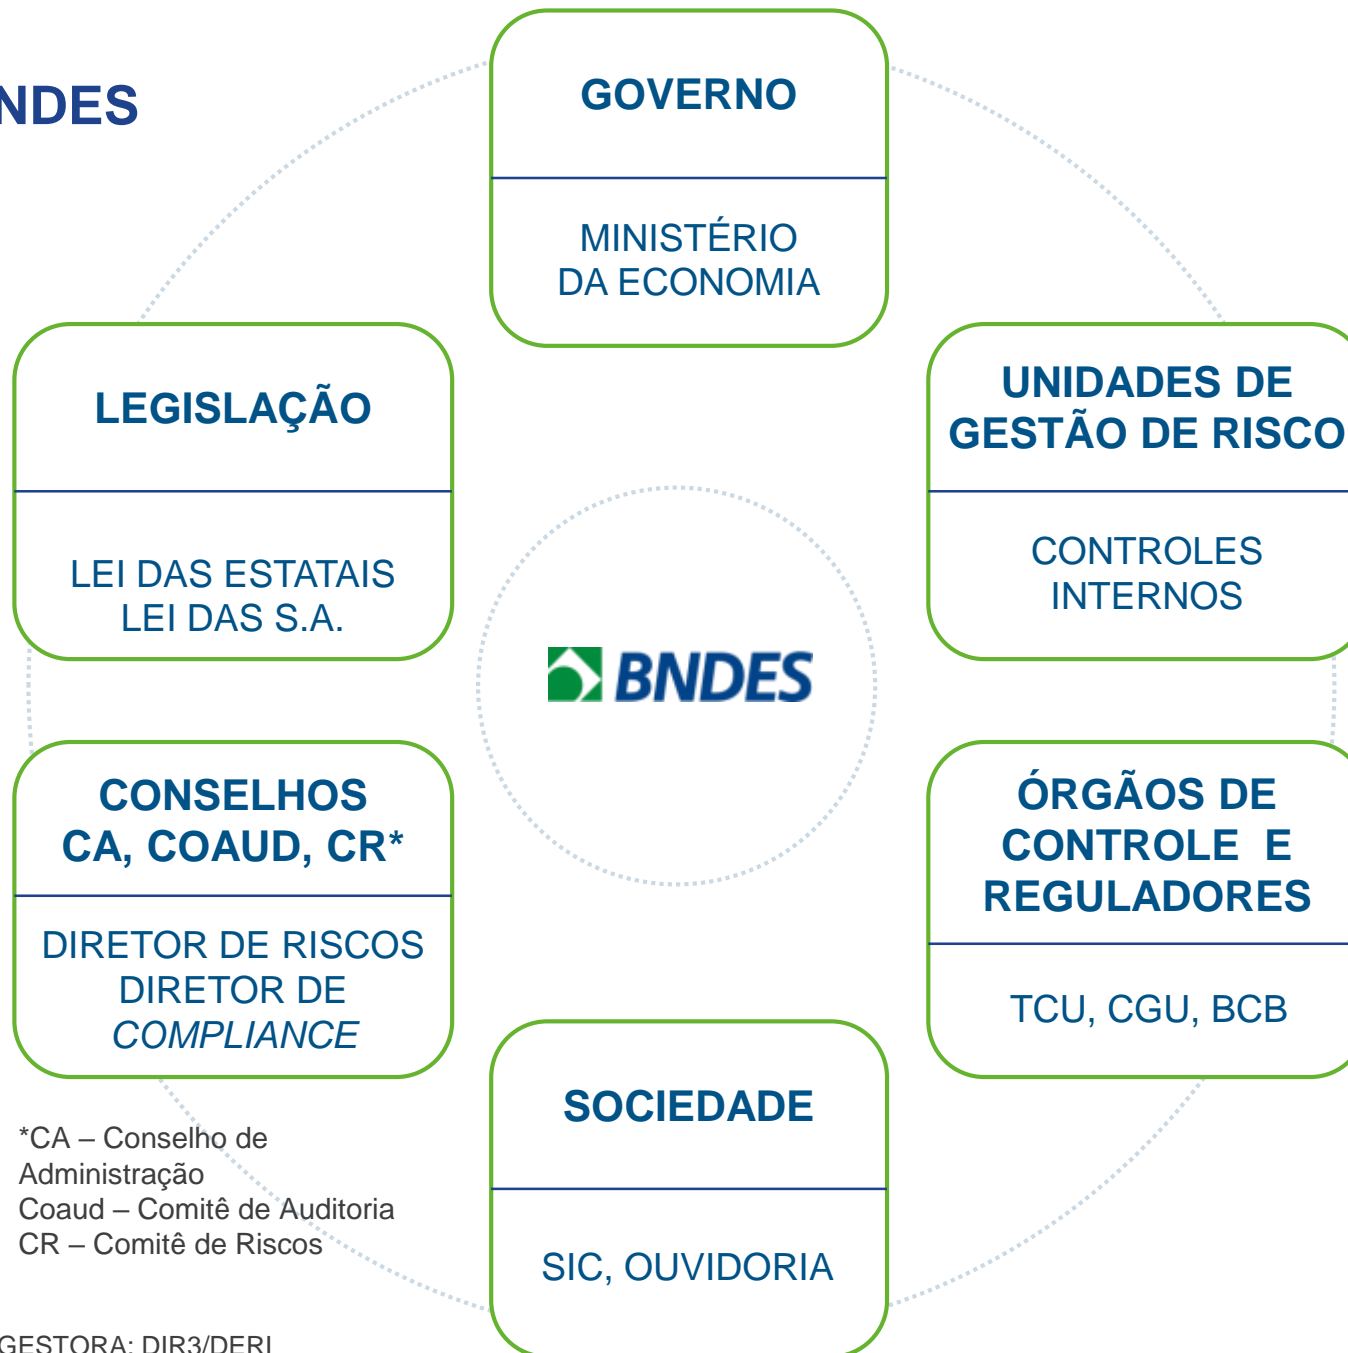 NDES
GOVERNO
MINISTÉRIO
DA ECONOMIA
LEGISLAÇÃO
LEI DAS ESTATAIS
LEI DAS S.A.
UNIDADES DE
GESTÃO DE RISCO
CONTROLES
INTERNOS
BNDES
CONSELHOS
CA, COAUD, CR*
DIRETOR DE RISCOS
DIRETOR DE
COMPLIANCE
ÓRGÃOS DE
CONTROLE E
REGULADORES
TCU, CGU, BCB
SOCIEDADE
SIC, OUVIDORIA
*CA – Conselho de
Administração
Coaud – Comitê de Auditoria
CR – Comitê de Riscos
GESTORA: DIR3/DERI